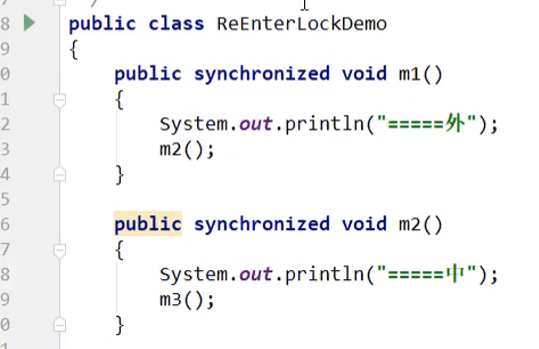 8 public class ReEnterLockDemo
9 {
0 public synchronized void m1()
1 {
2 System.out.println("=====外");
3 m2();
4 }
5
6 public synchronized void m2()
7 {
8 System.out.println("=====中");
9 m3();
0 }